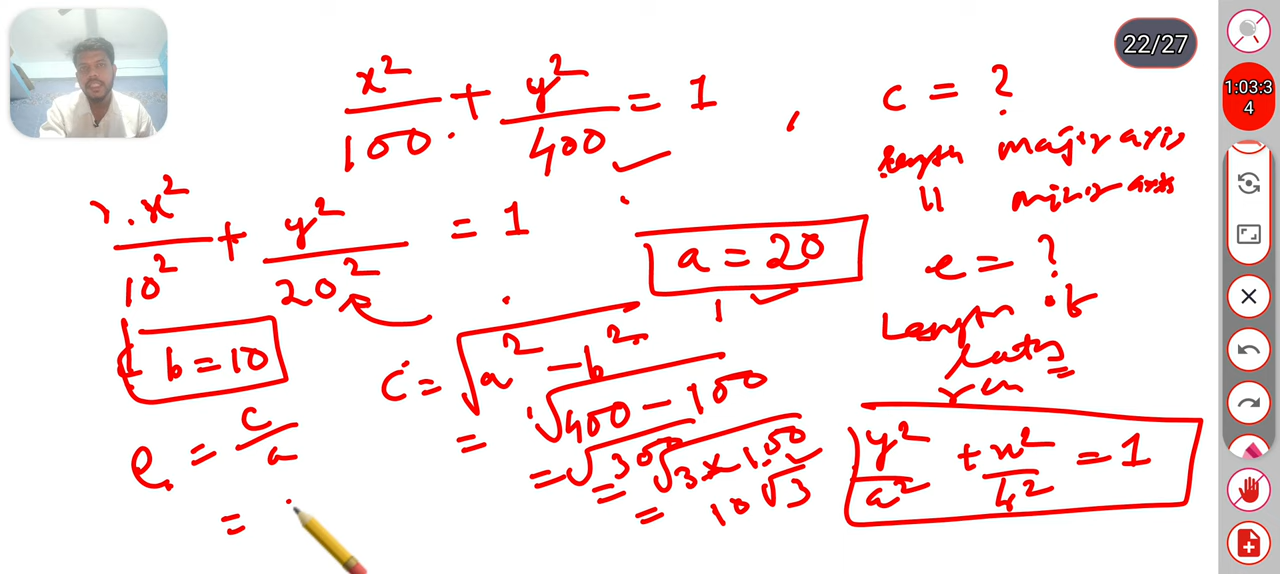 22/27
1:03:34
x²/100 + y²/400 = 1 , c = ?
length major axis
11 minor axis
x²/10² + y²/20² = 1
a = 20
e = ?
Length of
Latus
b = 10
c = √a² − b²
= √400 − 100
= √300
= √3 × 100
= 10√3
e = c/a
=
y²/a² + x²/b² = 1